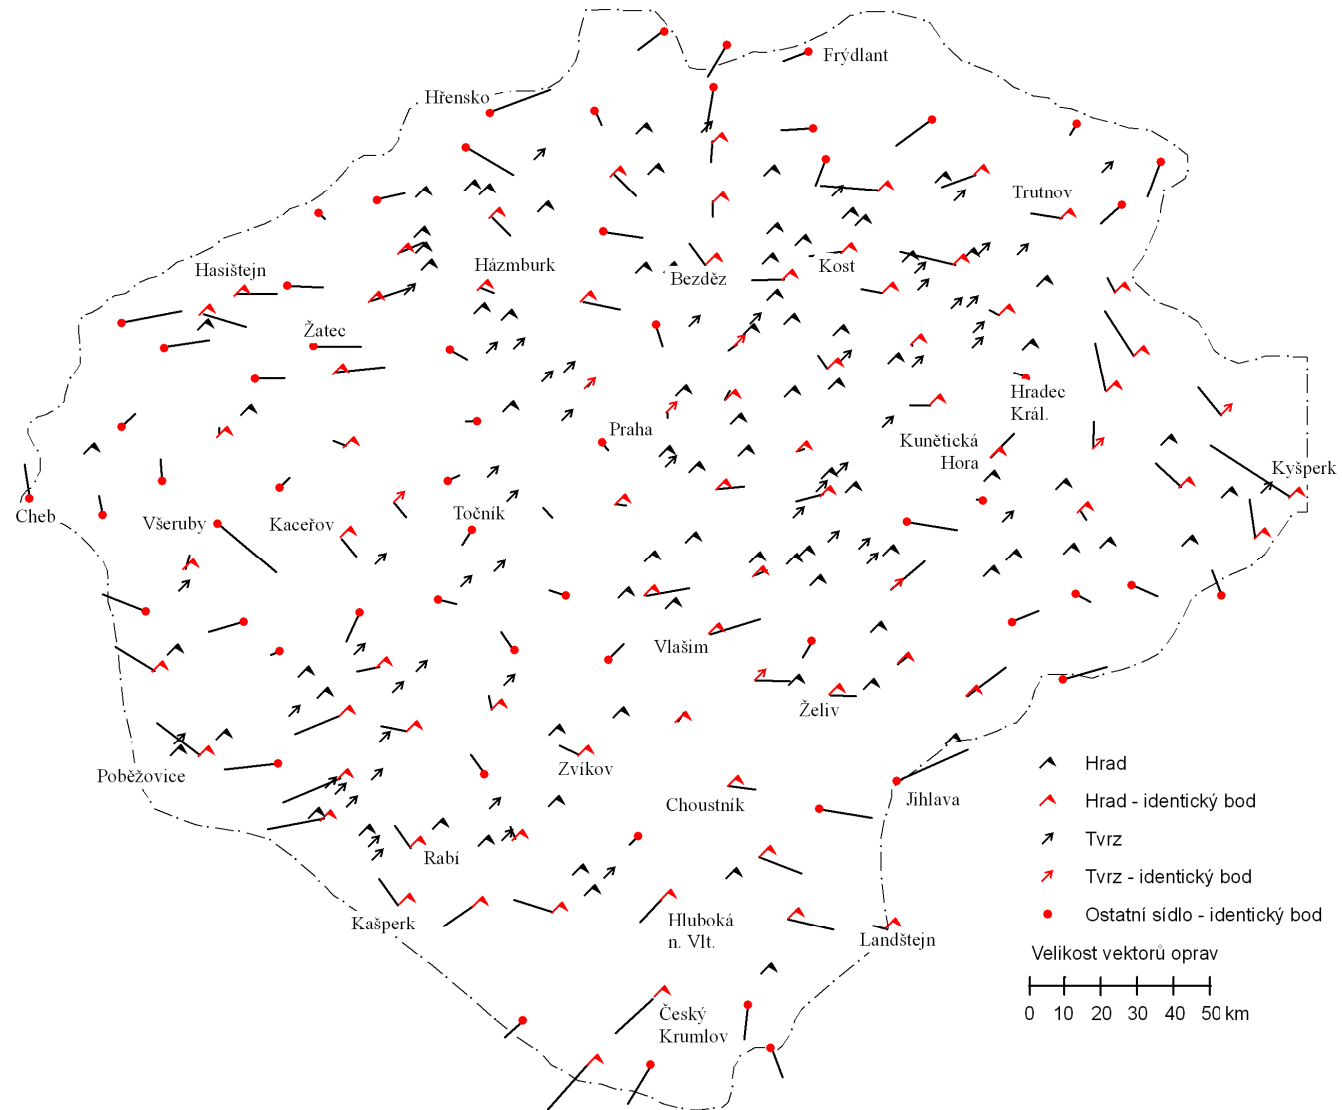 Frýdlant
Hřensko
Trutnov
Hasištejn
Házmburk
Bezděz
Kost
Žatec
Hradec
Král.
Praha
Kunětická
Hora
Kyšperk
Cheb
Všeruby
Kaceřov
Točník
Vlašim
Želiv
Poběžovice
Zvíkov
Choustník
Jihlava
Rabí
Kašperk
Hluboká
n. Vlt.
Landštejn
Český
Krumlov
Hrad
Hrad - identický bod
Tvrz
Tvrz - identický bod
Ostatní sídlo - identický bod
Velikost vektorů oprav
0 10 20 30 40 50 km